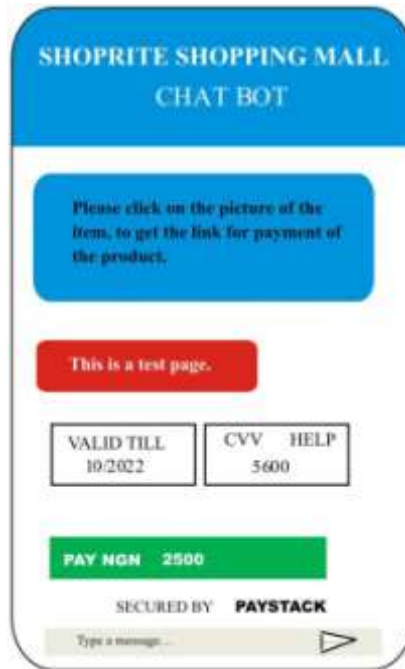 SHOPRITE SHOPPING MALL
CHAT BOT
Please click on the picture of the
item, to get the link for payment of
the product.
This is a test page.
VALID TILL
10/2022
CVV HELP
5600
PAY NGN 2500
SECURED BY PAYSTACK
Type a message...